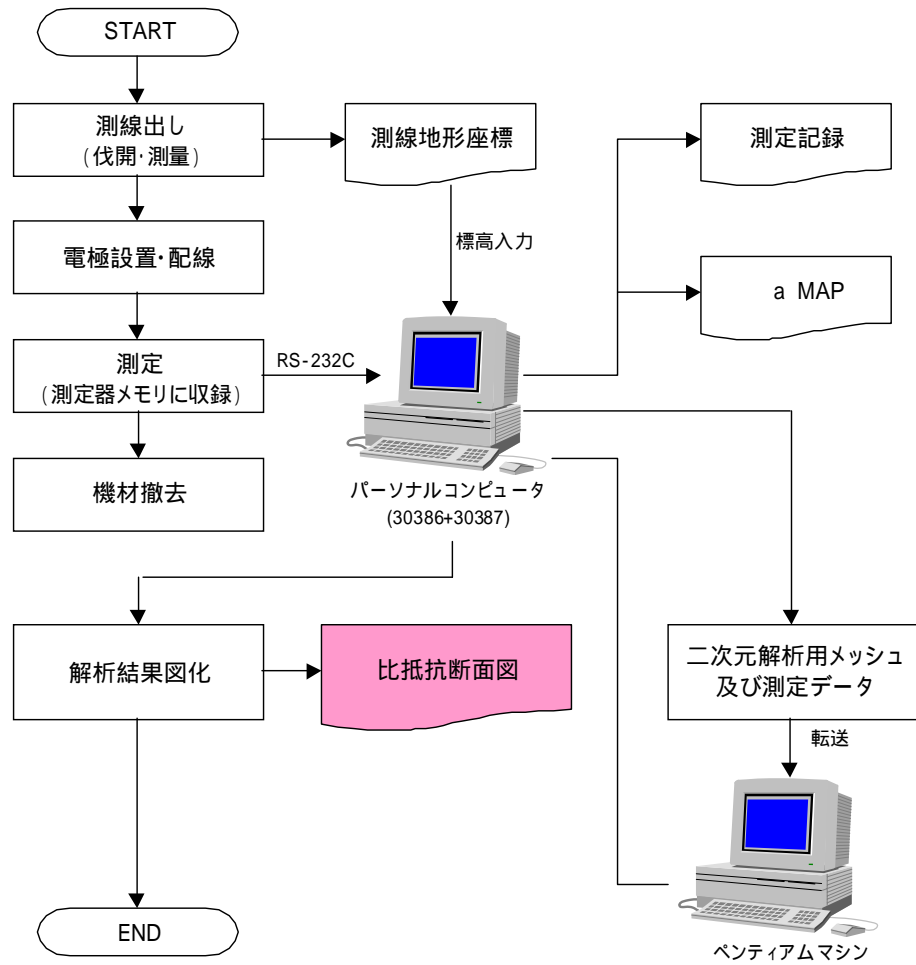 START
測線出し
(伐開･測量)
測線地形座標
測定記録
標高入力
電極設置･配線
a MAP
測定
(測定器メモリに収録)
RS-232C
機材撤去
パーソナルコンピュータ
(30386+30387)
解析結果図化
比抵抗断面図
二次元解析用メッシュ
及び測定データ
転送
END
ペンティアムマシン